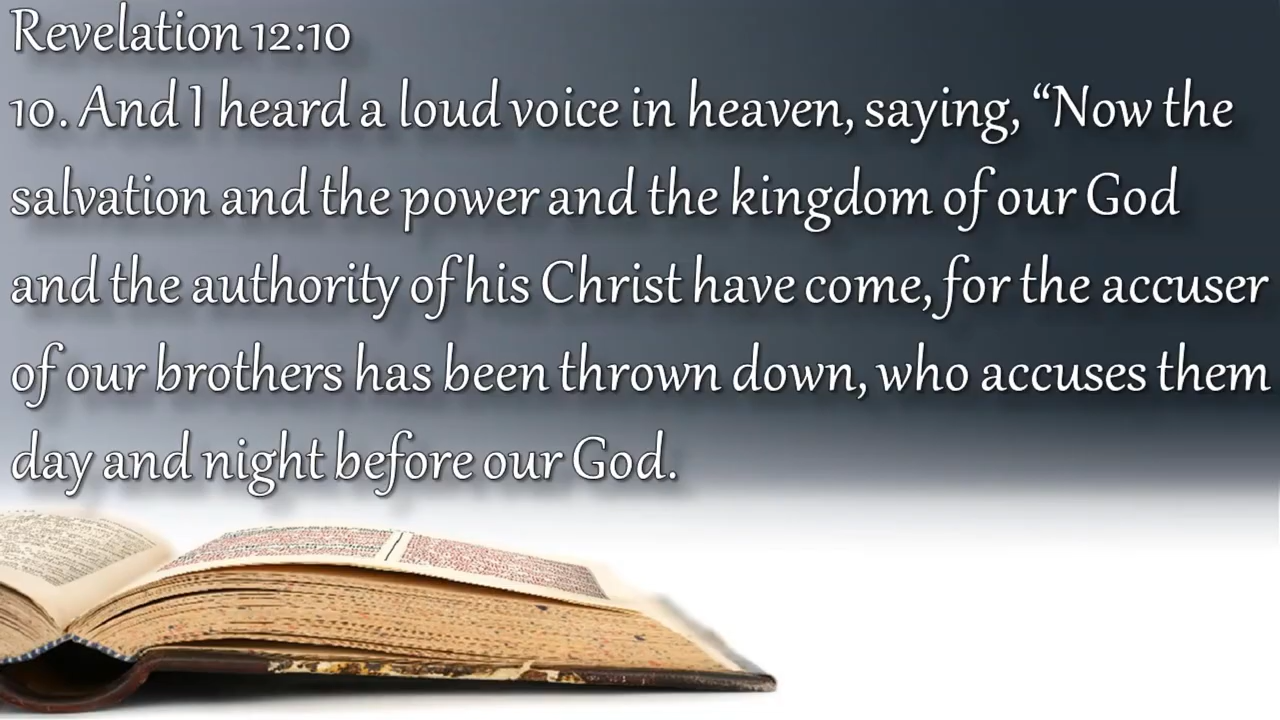 Revelation 12:10
10. And I heard a loud voice in heaven, saying, “Now the
salvation and the power and the kingdom of our God
and the authority of his Christ have come, for the accuser
of our brothers has been thrown down, who accuses them
day and night before our God.